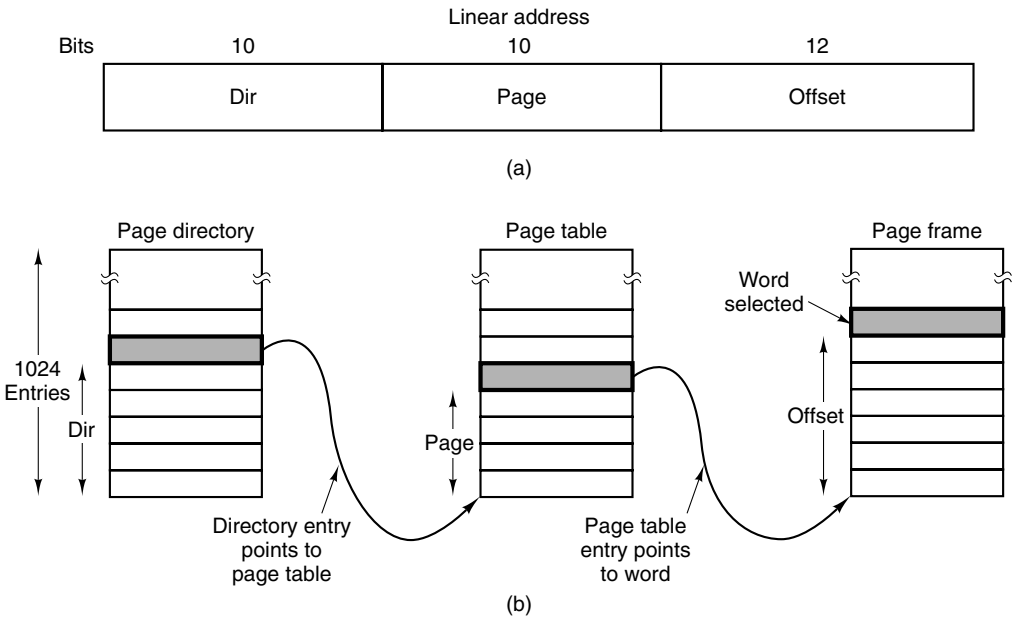 Linear address
Bits 10 10 12
Dir Page Offset
(a)
Page directory Page table Page frame
Word
selected
1024
Entries
Dir
Page
Offset
Directory entry
points to
page table
Page table
entry points
to word
(b)